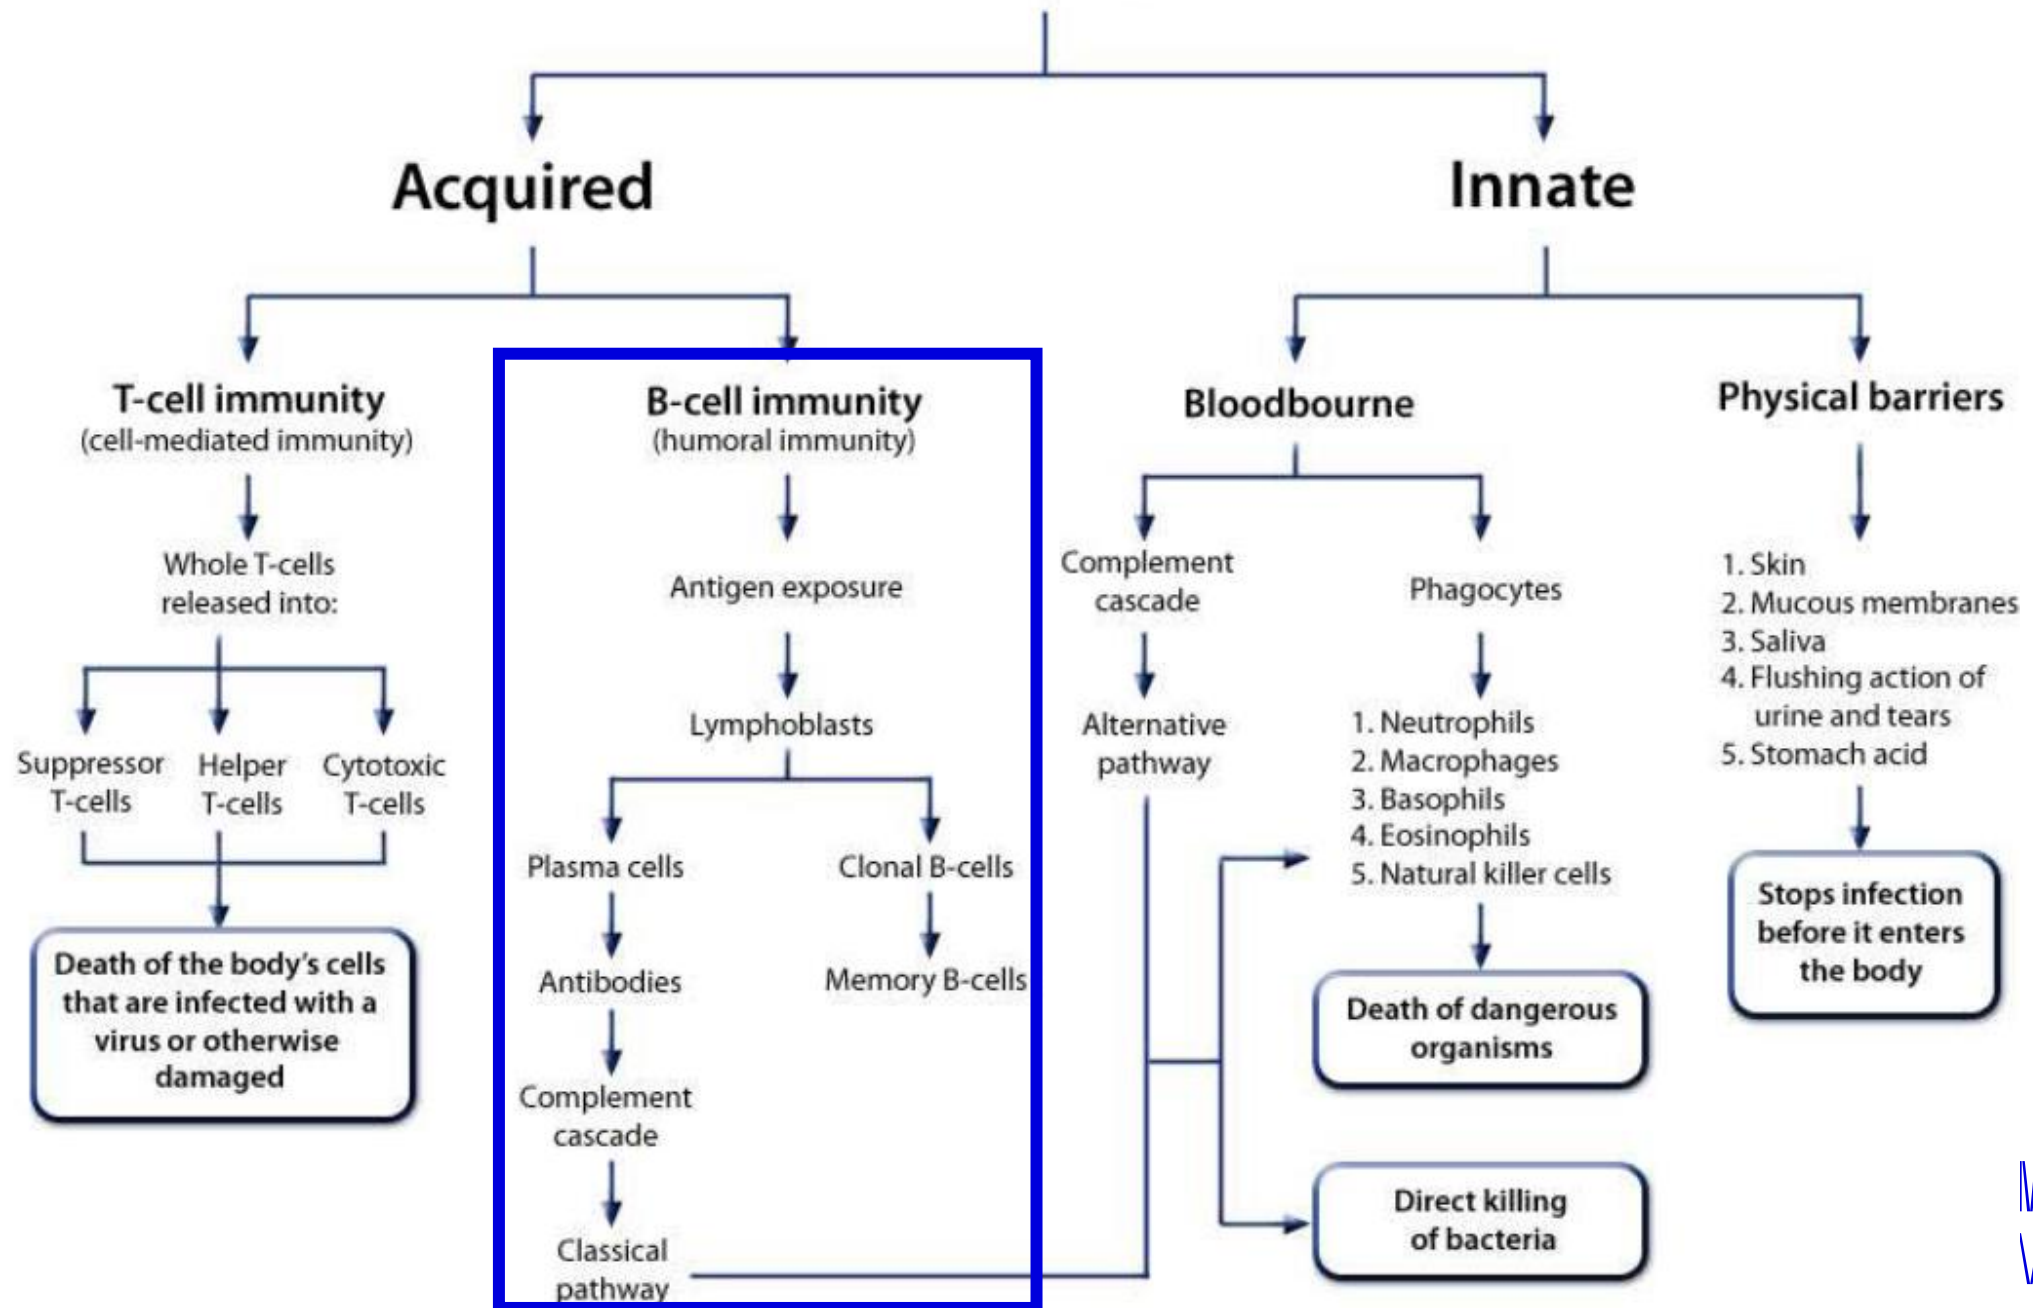 Acquired
Innate
T-cell immunity
(cell-mediated immunity)
Whole T-cells
released into:
Suppressor
T-cells
Helper
T-cells
Cytotoxic
T-cells
Death of the body's cells
that are infected with a
virus or otherwise
damaged
B-cell immunity
(humoral immunity)
Antigen exposure
Lymphoblasts
Plasma cells
Clonal B-cells
Antibodies
Memory B-cells
Complement
cascade
Classical
pathway
Bloodbourne
Complement
cascade
Alternative
pathway
Phagocytes
1. Neutrophils
2. Macrophages
3. Basophils
4. Eosinophils
5. Natural killer cells
Death of dangerous
organisms
Direct killing
of bacteria
Physical barriers
1. Skin
2. Mucous membranes
3. Saliva
4. Flushing action of
urine and tears
5. Stomach acid
Stops infection
before it enters
the body